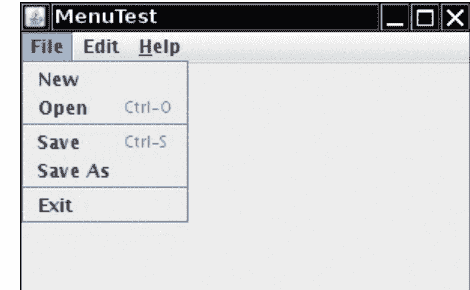 MenuTest
File Edit Help
New
Open Ctrl-O
Save Ctrl-S
Save As
Exit